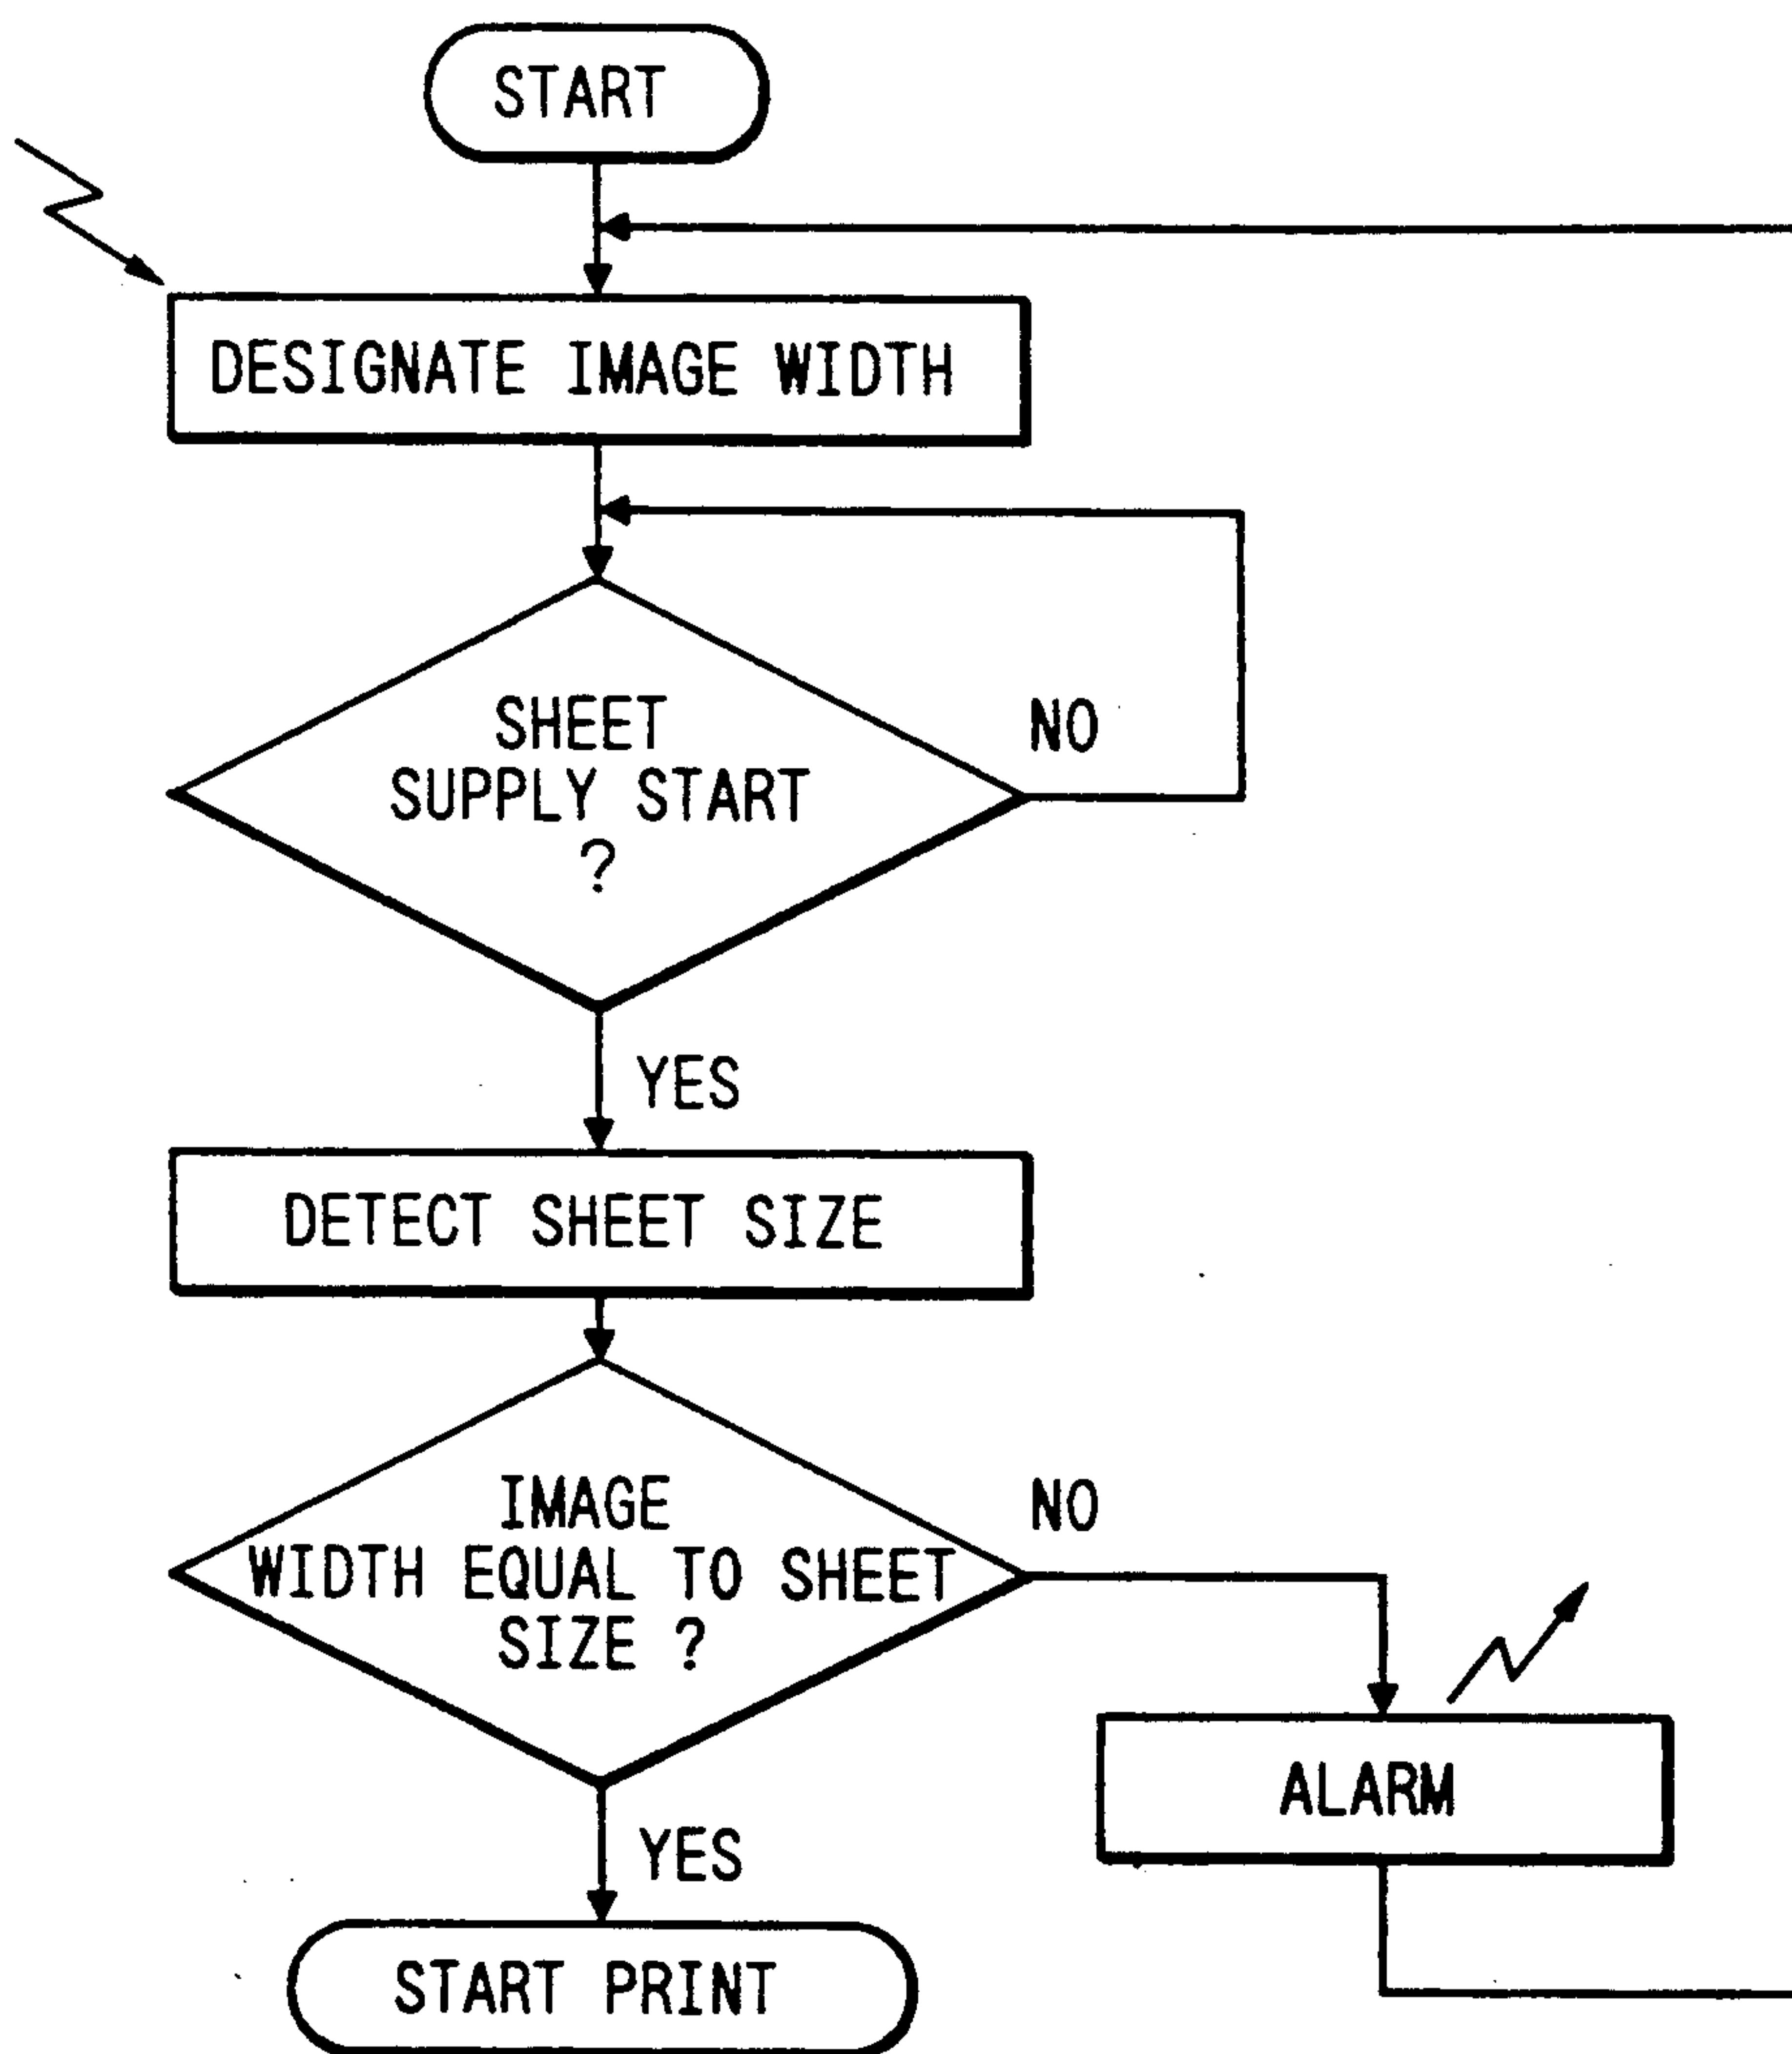 START
DESIGNATE IMAGE WIDTH
SHEET
SUPPLY START
?
NO
YES
DETECT SHEET SIZE
IMAGE
WIDTH EQUAL TO SHEET
SIZE ?
NO
ALARM
YES
START PRINT